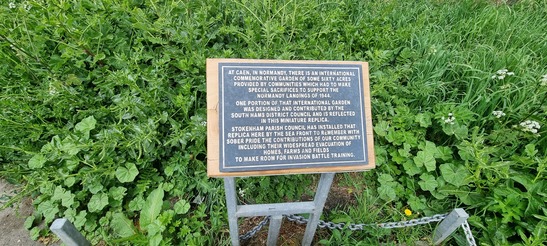 AT CAEN, IN NORMANDY, THERE IS AN INTERNATIONAL
COMMEMORATIVE GARDEN OF SOME SIXTY ACRES
PROVIDED BY COMMUNITIES WHICH HAD TO MAKE
SPECIAL SACRIFICES TO SUPPORT THE
NORMANDY LANDINGS OF 1944.
ONE PORTION OF THAT INTERNATIONAL GARDEN
WAS DESIGNED AND CONTRIBUTED BY THE
SOUTH HAMS DISTRICT COUNCIL AND IS REFLECTED
IN THIS MINIATURE REPLICA.
STOKENHAM PARISH COUNCIL HAS INSTALLED THAT
REPLICA HERE BY THE SEA FRONT TO REMEMBER WITH
SOBER PRIDE THE CONTRIBUTIONS OF OUR COMMUNITY
INCLUDING THEIR WIDESPREAD EVACUATION OF
HOMES, FARMS AND FIELDS
TO MAKE ROOM FOR INVASION BATTLE TRAINING.